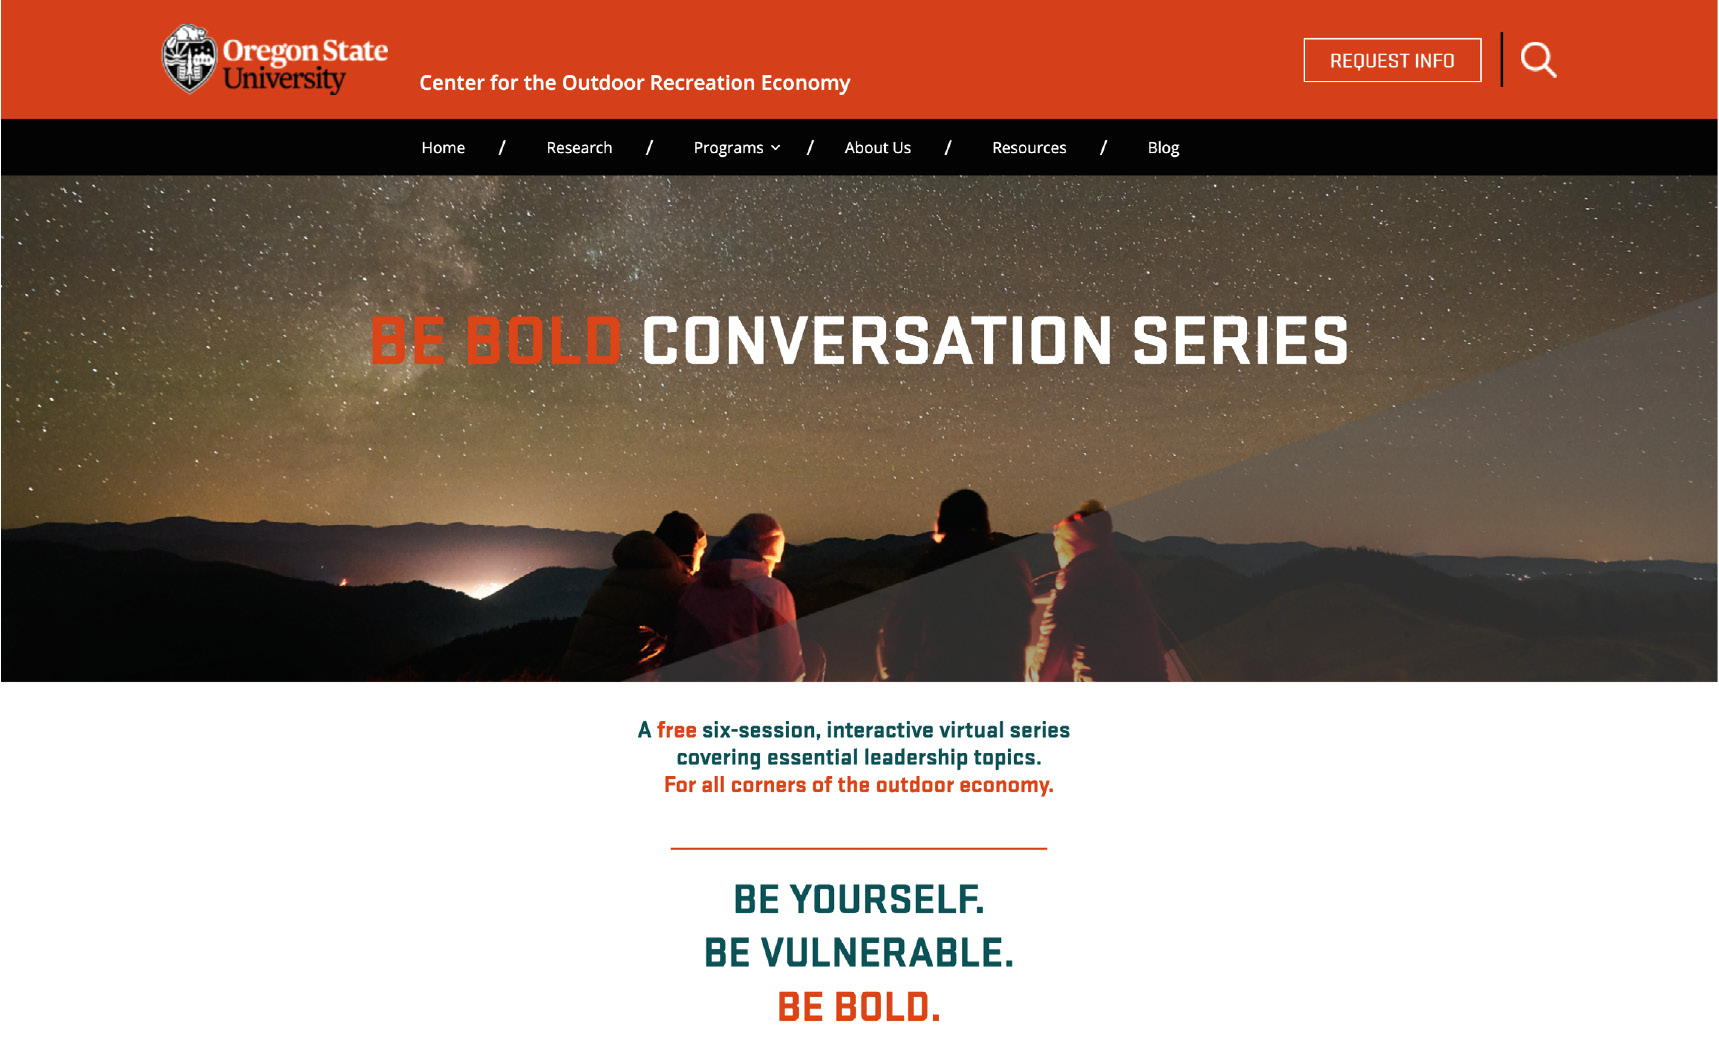 Oregon State
University
Center for the Outdoor Recreation Economy
REQUEST INFO
Home / Research / Programs / About Us / Resources / Blog
BE BOLD CONVERSATION SERIES
A free six-session, interactive virtual series
covering essential leadership topics.
For all corners of the outdoor economy.
BE YOURSELF.
BE VULNERABLE.
BE BOLD.